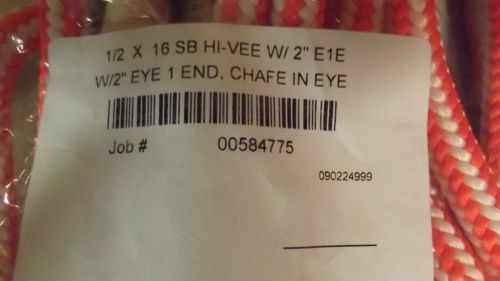 1/2 X 16 SB HI-VEE W/ 2" E1E
W/2" EYE 1 END, CHAFE IN EYE
Job # 00584775
090224999